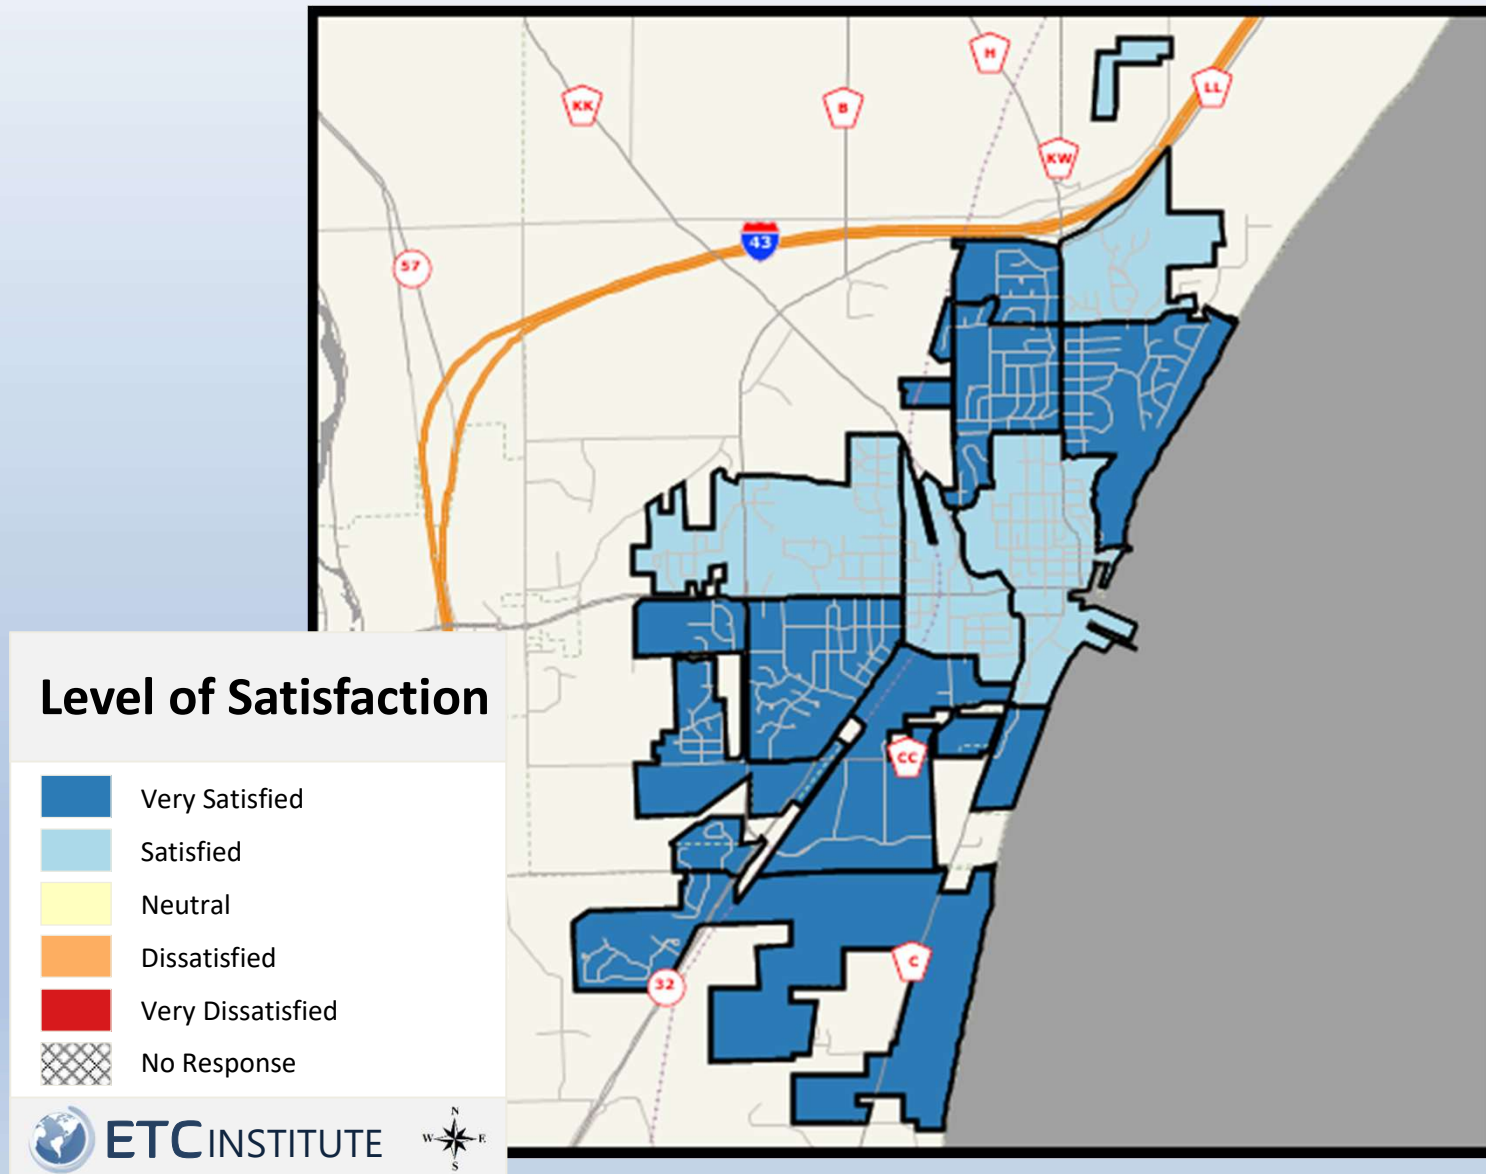 H
KK
B
LL
KW
43
57
CC
C
32
Level of Satisfaction
Very Satisfied
Satisfied
Neutral
Dissatisfied
Very Dissatisfied
No Response
ETC INSTITUTE
N
W E
S